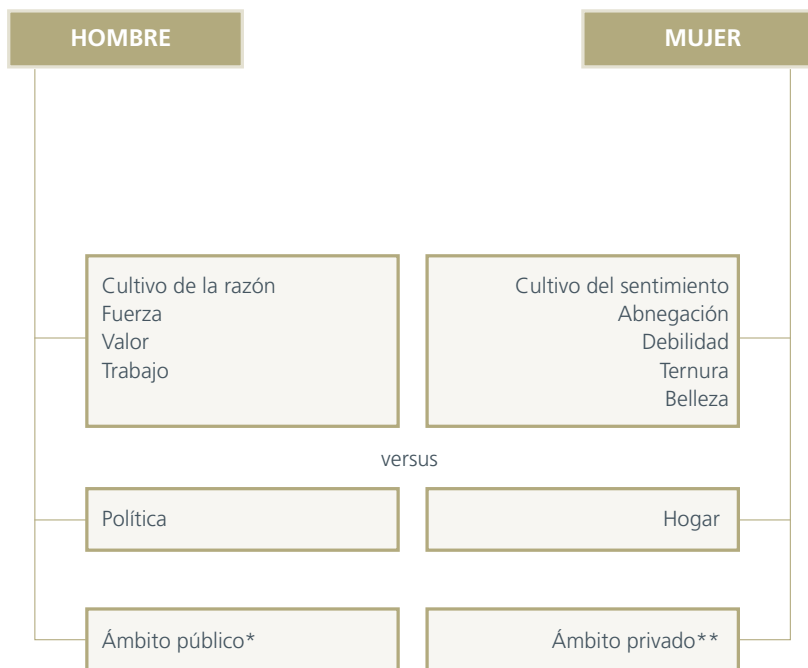 HOMBRE
MUJER
Cultivo de la razón
Fuerza
Valor
Trabajo
Cultivo del sentimiento
Abnegación
Debilidad
Ternura
Belleza
versus
Política
Hogar
Ámbito público*
Ámbito privado**